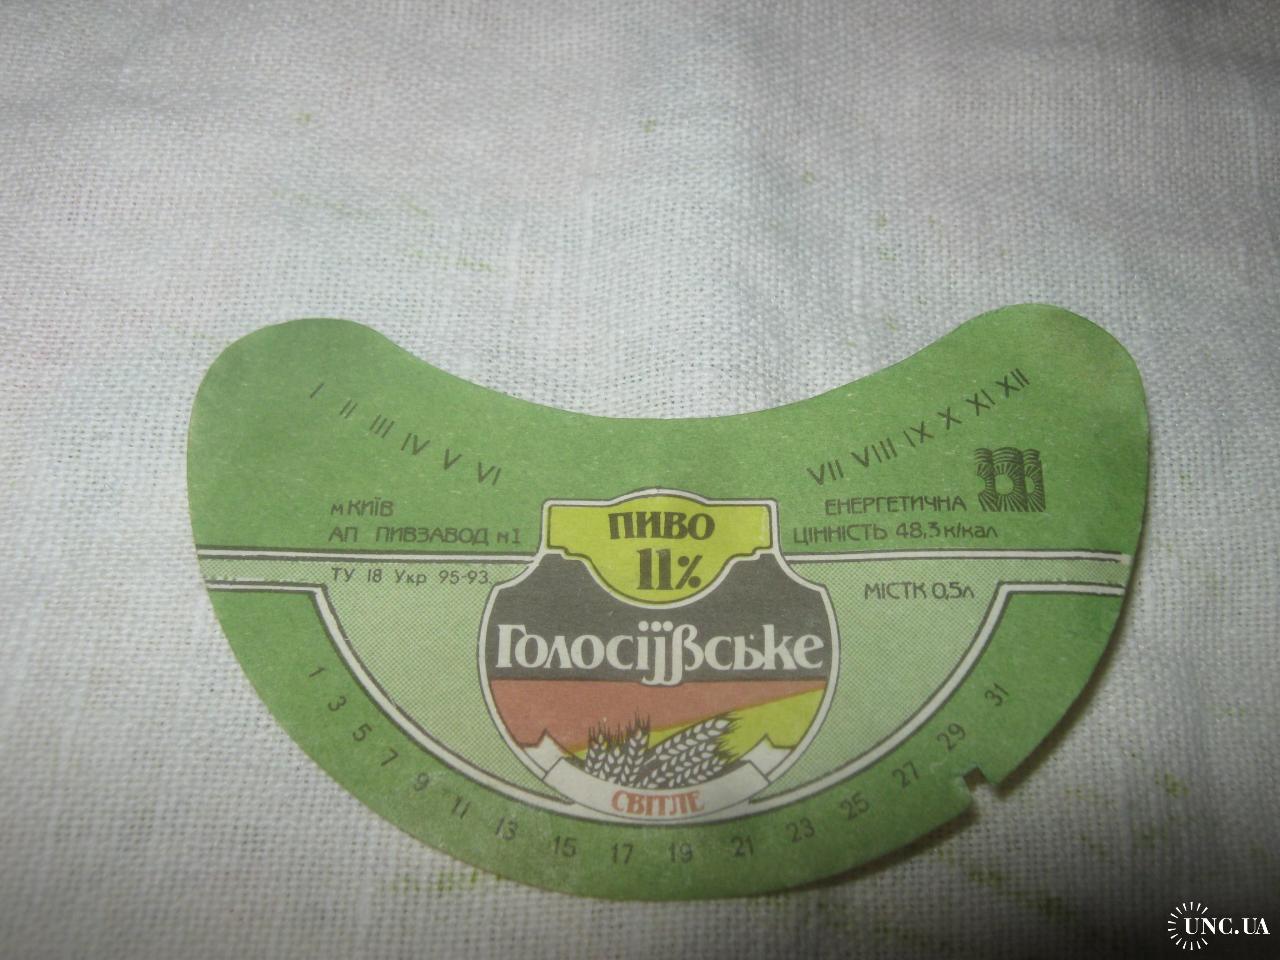 I II III IV V VI
VII VIII IX X XI XII
м КИЇВ
АП ПИВЗАВОД №1
ТУ 18 Укр 95-93
ПИВО
11%
ЕНЕРГЕТИЧНА
ЦІННІСТЬ 48,3 к/кал
МІСТК 0,5л
Голосіївське
СВІТЛЕ
1 3 5 7 9 11 13 15 17 19 21 23 25 27 29 31
UNC.UA